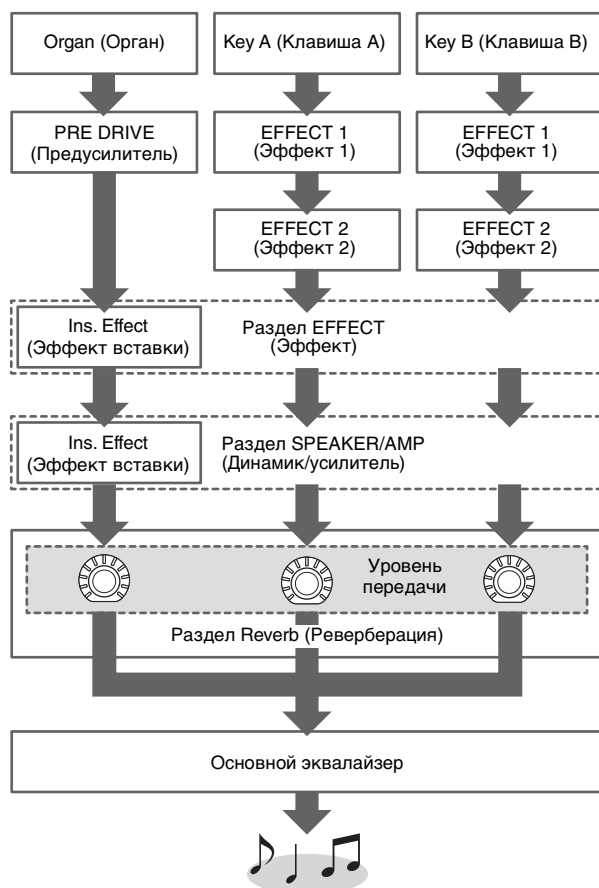 Organ (Орган)
Key A (Клавиша A)
Key B (Клавиша B)
PRE DRIVE
(Предусилитель)
EFFECT 1
(Эффект 1)
EFFECT 1
(Эффект 1)
EFFECT 2
(Эффект 2)
EFFECT 2
(Эффект 2)
Ins. Effect
(Эффект вставки)
Раздел EFFECT
(Эффект)
Ins. Effect
(Эффект вставки)
Раздел SPEAKER/AMP
(Динамик/усилитель)
Уровень
передачи
Раздел Reverb (Реверберация)
Основной эквалайзер